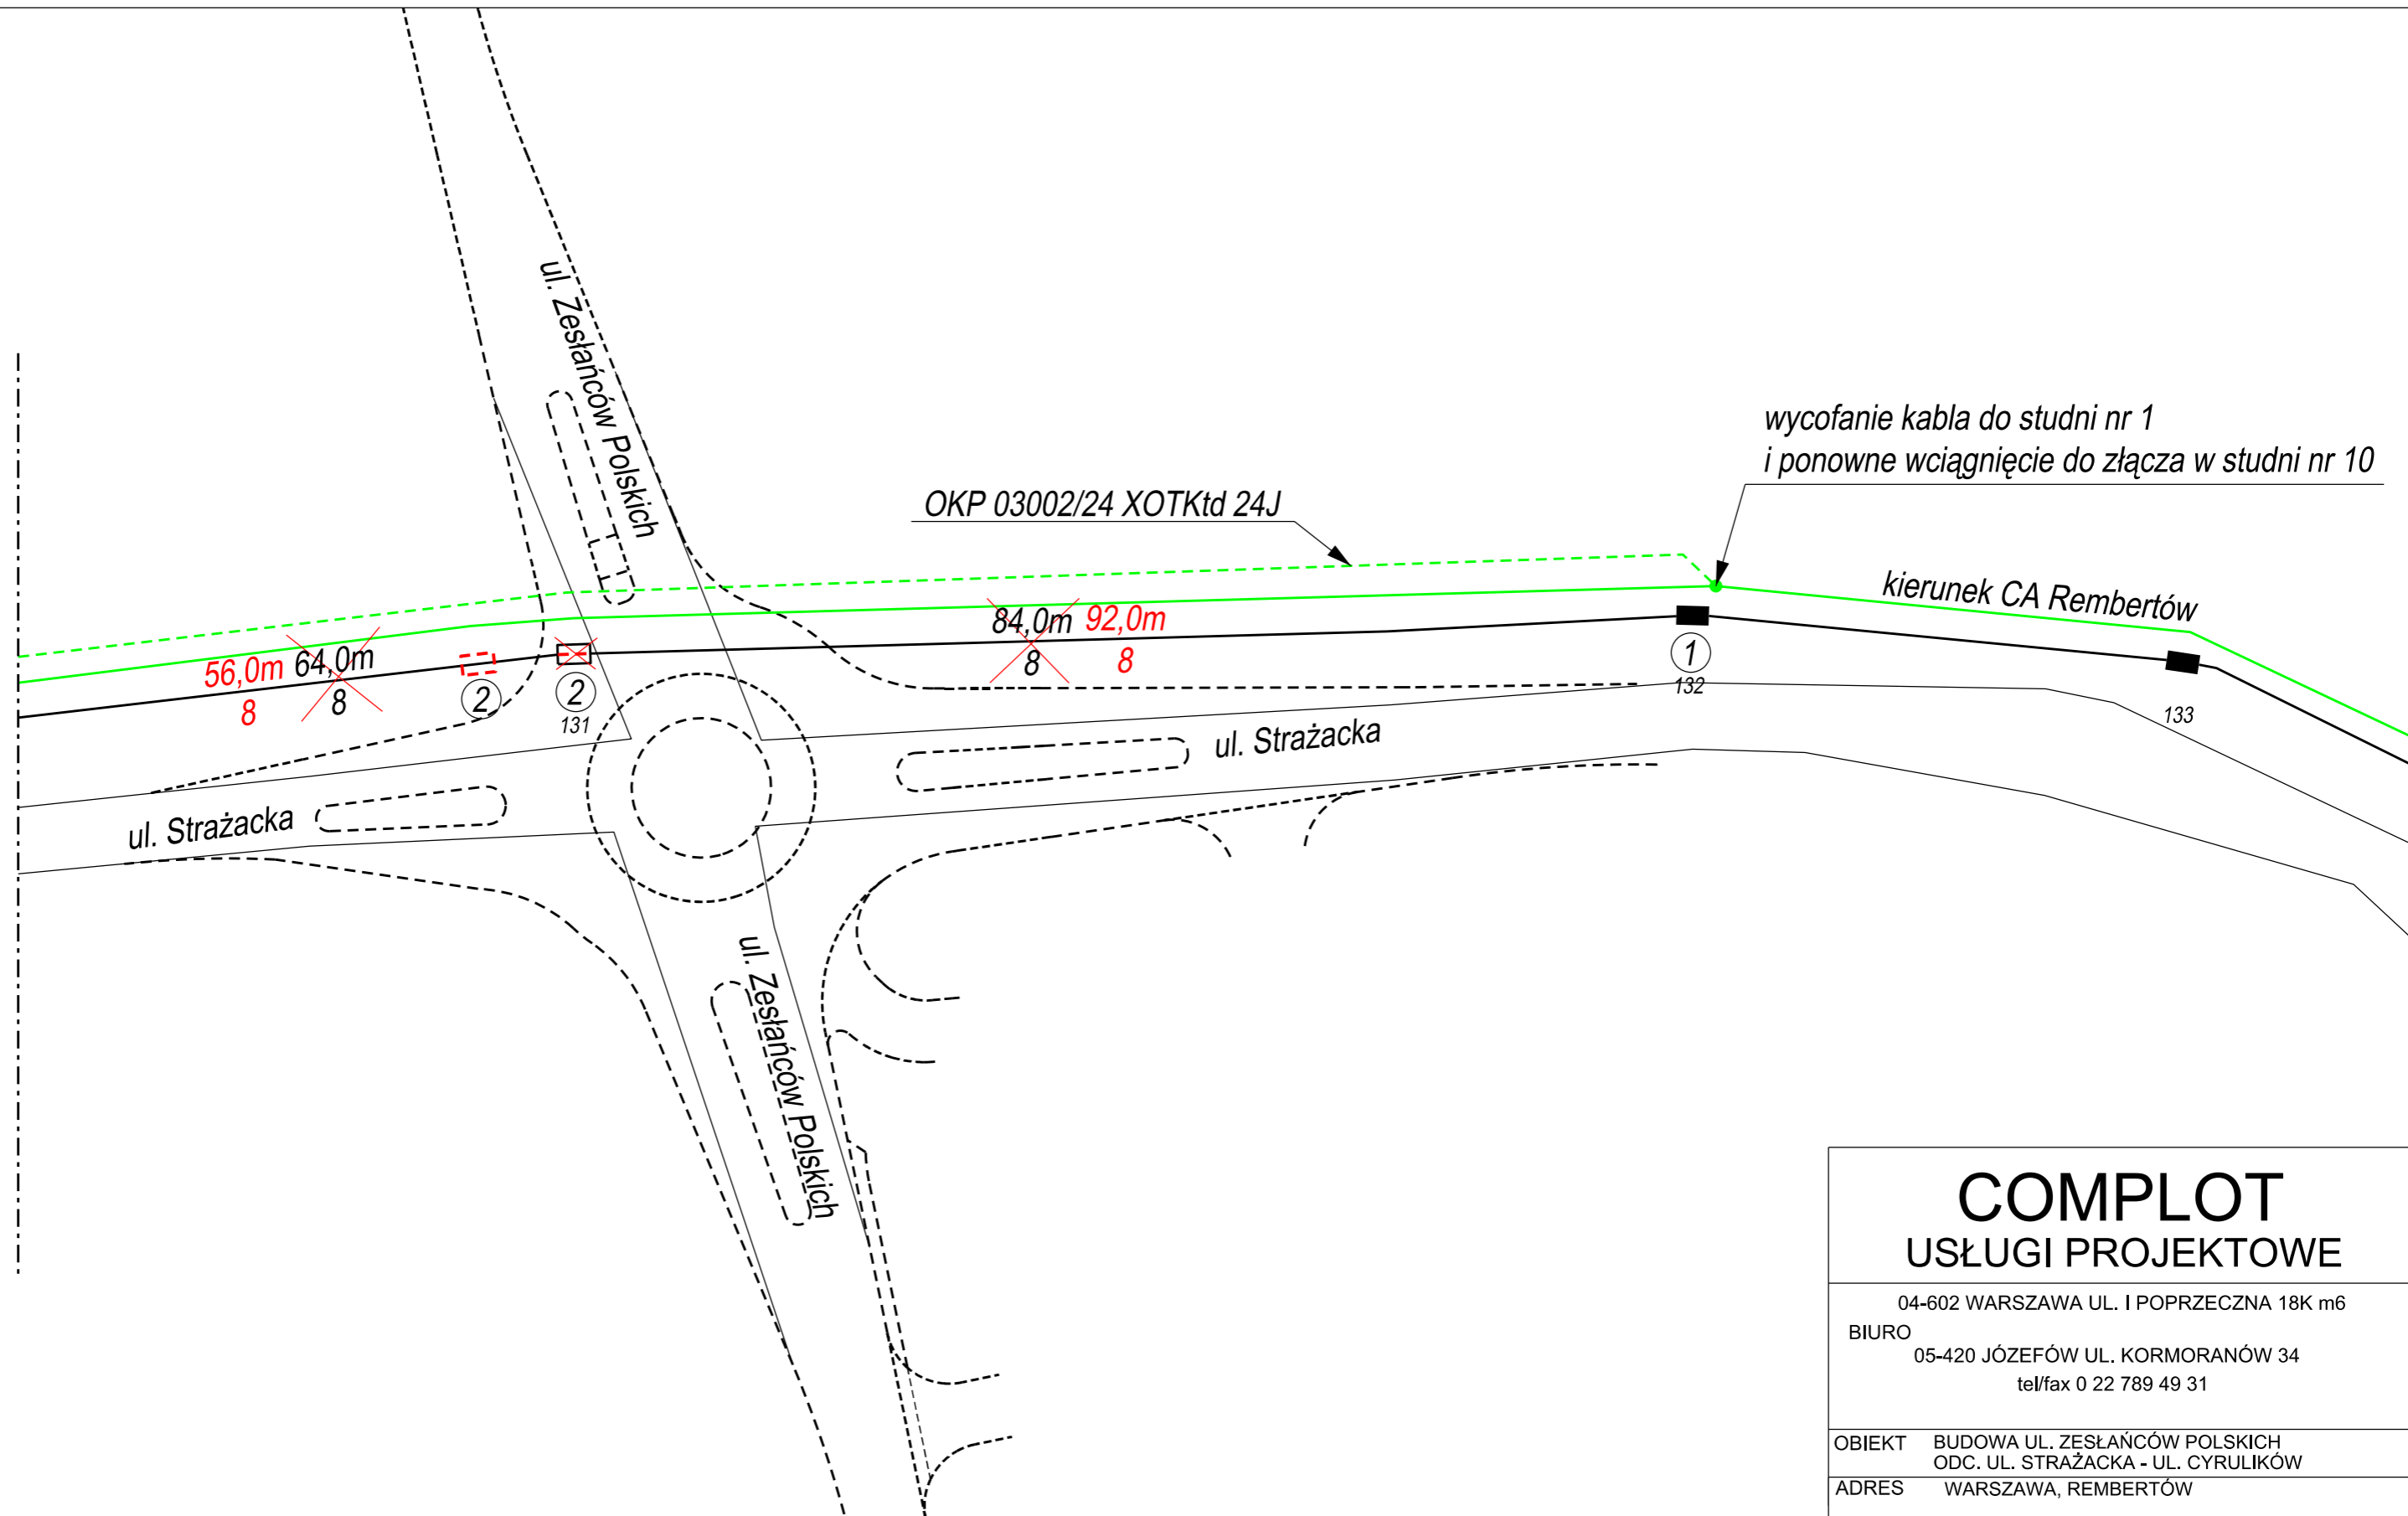 ul. Zesłańców Polskich
wycofanie kabla do studni nr 1
i ponowne wciągnięcie do złącza w studni nr 10
OKP 03002/24 XOTKtd 24J
kierunek CA Rembertów
56,0m 64,0m
8 8
2
2
131
84,0m 92,0m
8 8
1
132
133
ul. Strażacka
ul. Strażacka
ul. Zesłańców Polskich
COMPLOT
USŁUGI PROJEKTOWE
04-602 WARSZAWA UL. I POPRZECZNA 18K m6
BIURO
05-420 JÓZEFÓW UL. KORMORANÓW 34
tel/fax 0 22 789 49 31
OBIEKT BUDOWA UL. ZESŁAŃCÓW POLSKICH
ODC. UL. STRAŻACKA - UL. CYRULIKÓW
ADRES WARSZAWA, REMBERTÓW